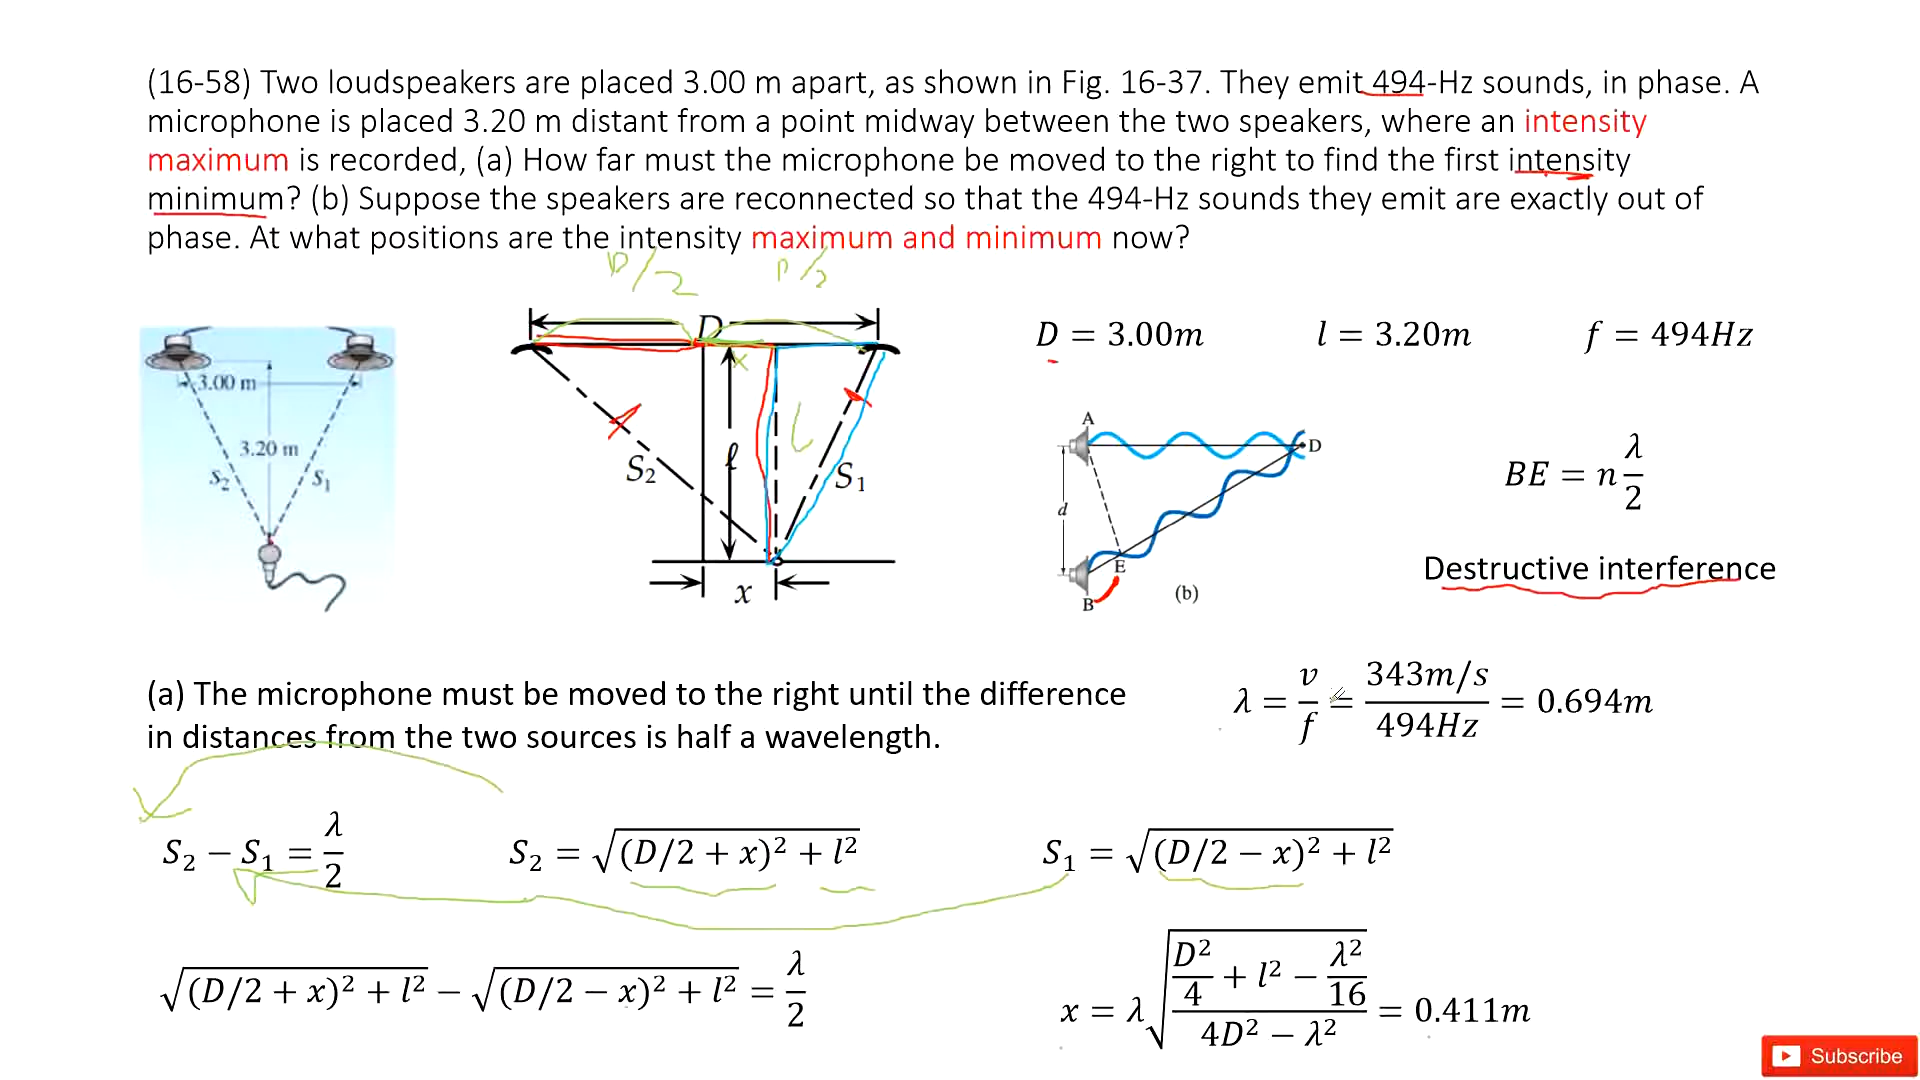 (16-58) Two loudspeakers are placed 3.00 m apart, as shown in Fig. 16-37. They emit 494-Hz sounds, in phase. A
microphone is placed 3.20 m distant from a point midway between the two speakers, where an intensity
maximum is recorded, (a) How far must the microphone be moved to the right to find the first intensity
minimum? (b) Suppose the speakers are reconnected so that the 494-Hz sounds they emit are exactly out of
phase. At what positions are the intensity maximum and minimum now?
D/2 D/2
3.00 m
3.20 m
S₂ S₁
D
x
l
ℓ
S₂ S₁
x
D = 3.00m l = 3.20m f = 494Hz
A
D
d
E
B
(b)
BE = n λ/2
Destructive interference
(a) The microphone must be moved to the right until the difference
in distances from the two sources is half a wavelength.
λ = v/f = 343m/s / 494Hz = 0.694m
S₂ − S₁ = λ/2 S₂ = √((D/2 + x)² + l²) S₁ = √((D/2 − x)² + l²)
√((D/2 + x)² + l²) − √((D/2 − x)² + l²) = λ/2 x = λ√((D²/4 + l² − λ²/16)/(4D² − λ²)) = 0.411m
Subscribe